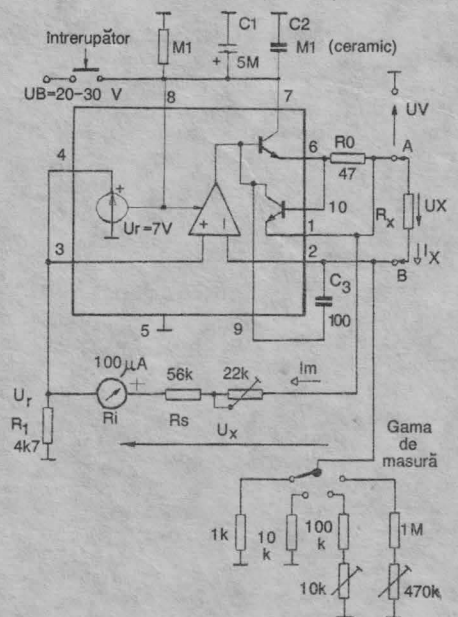 întrerupător
C1
C2
M1
M1 (ceramic)
+
5M
UB=20-30 V
UV
8
7
4
6
R0
A
47
+
10
Rx
UX
Ur=7V
+
−
1
3
2
IX
B
C3
100
5
9
100µA
56k
22k
Im
+
Ur
Ri
Rs
Ux
R1
4k7
Gama
de
masură
1k
10
k
100
k
1M
10k
470k